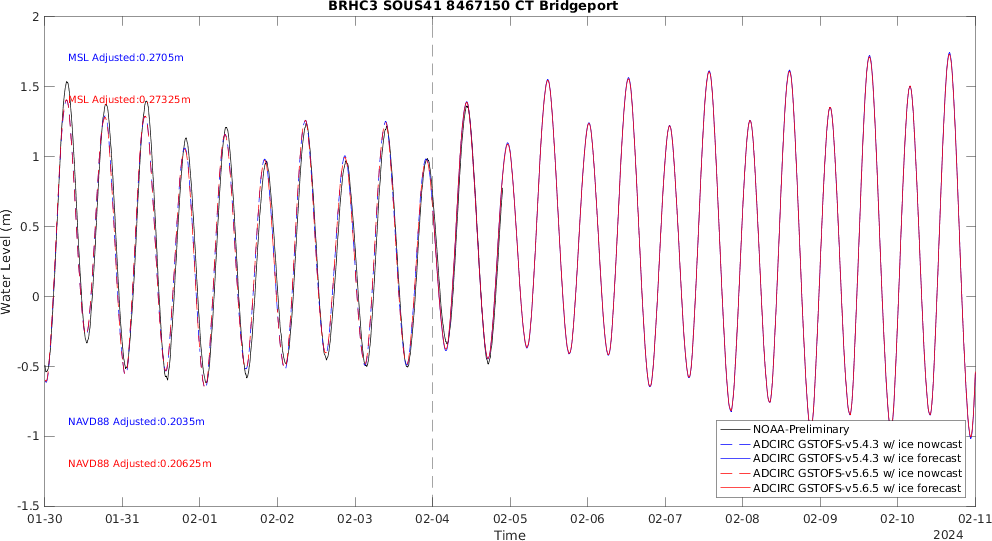 BRHC3 SOUS41 8467150 CT Bridgeport
2
1.5
1
0.5
0
-0.5
-1
-1.5
Water Level (m)
MSL Adjusted:0.2705m
MSL Adjusted:0.27325m
NAVD88 Adjusted:0.2035m
NAVD88 Adjusted:0.20625m
NOAA-Preliminary
ADCIRC GSTOFS-v5.4.3 w/ ice nowcast
ADCIRC GSTOFS-v5.4.3 w/ ice forecast
ADCIRC GSTOFS-v5.6.5 w/ ice nowcast
ADCIRC GSTOFS-v5.6.5 w/ ice forecast
01-30 01-31 02-01 02-02 02-03 02-04 02-05 02-06 02-07 02-08 02-09 02-10 02-11
Time
2024